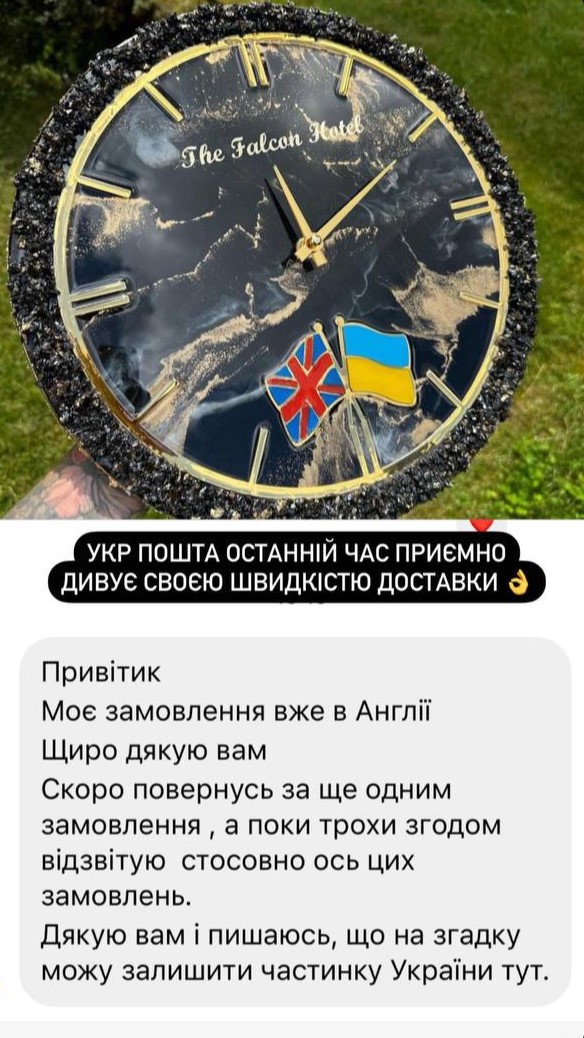 The Falcon Hotel
УКР ПОШТА ОСТАННІЙ ЧАС ПРИЄМНО
ДИВУЄ СВОЄЮ ШВИДКІСТЮ ДОСТАВКИ 👌
Привітик
Моє замовлення вже в Англії
Щиро дякую вам
Скоро повернусь за ще одним
замовлення , а поки трохи згодом
відзвітую стосовно ось цих
замовлень.
Дякую вам і пишаюсь, що на згадку
можу залишити частинку України тут.